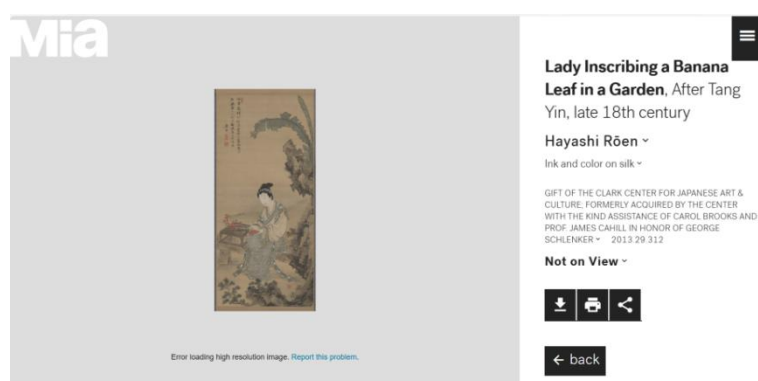 Mia
Lady Inscribing a Banana
Leaf in a Garden, After Tang
Yin, late 18th century
Hayashi Rōen
Ink and color on silk
GIFT OF THE CLARK CENTER FOR JAPANESE ART &
CULTURE; FORMERLY ACQUIRED BY THE CENTER
WITH THE KIND ASSISTANCE OF CAROL BROOKS AND
PROF. JAMES CAHILL IN HONOR OF GEORGE
SCHLENKER 2013.29.312
Not on View
← back
Error loading high resolution image. Report this problem.